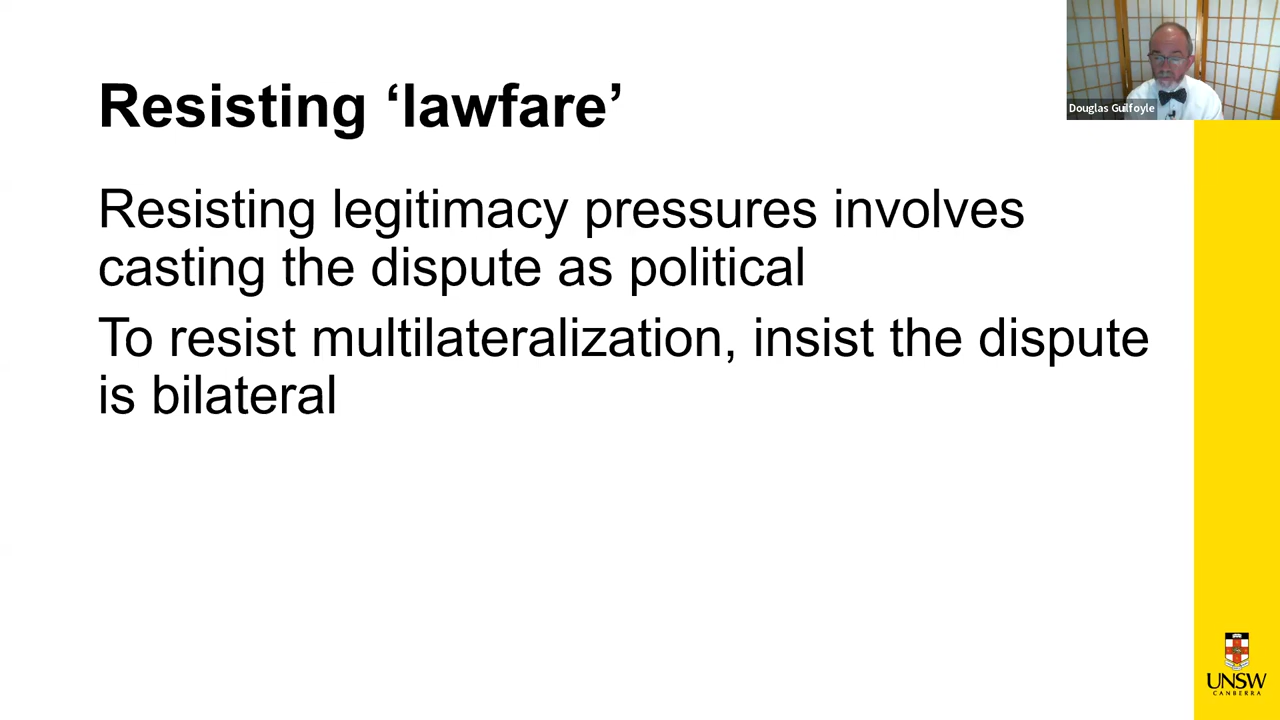 Resisting ‘lawfare’
Douglas Guilfoyle
Resisting legitimacy pressures involves
casting the dispute as political
To resist multilateralization, insist the dispute
is bilateral
UNSW
CANBERRA